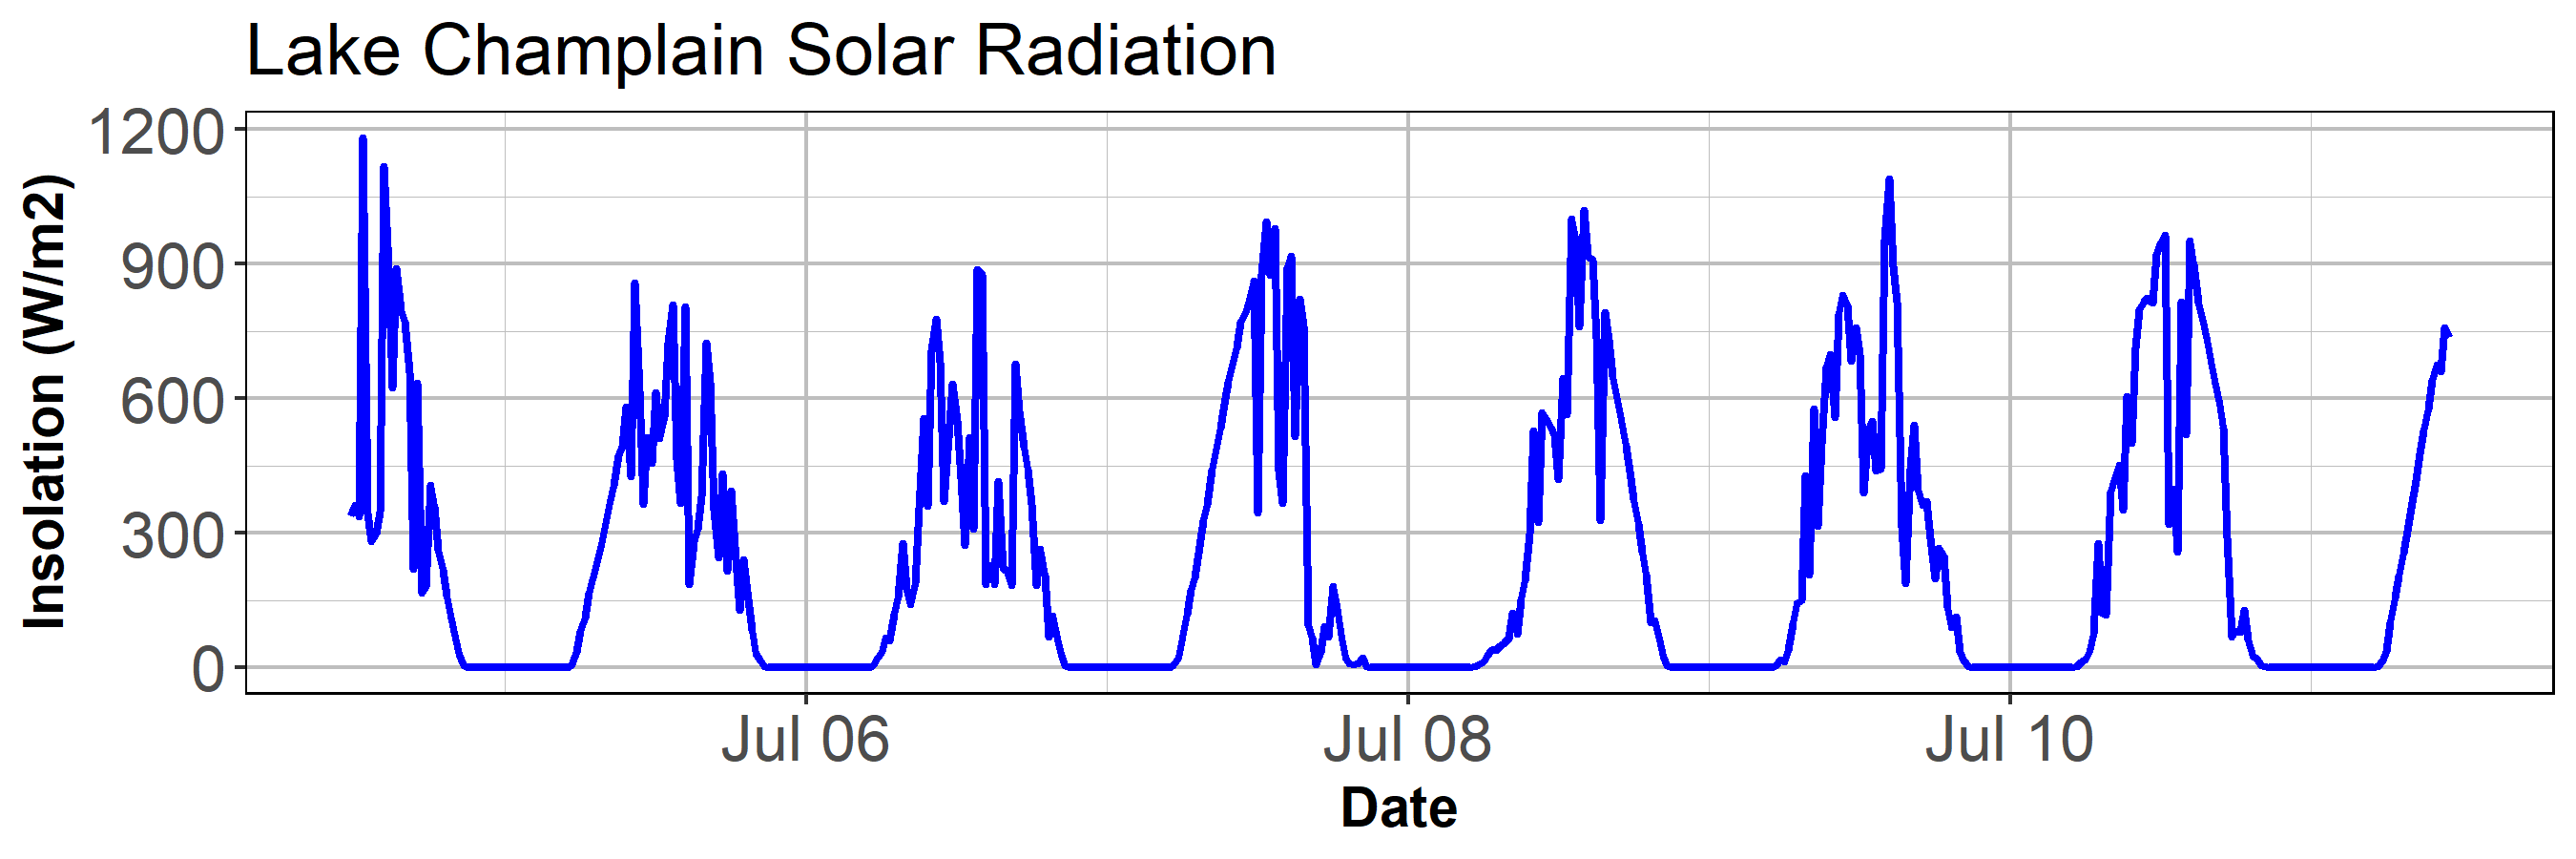 Lake Champlain Solar Radiation
Insolation (W/m2)
1200
900
600
300
0
Jul 06 Jul 08 Jul 10
Date